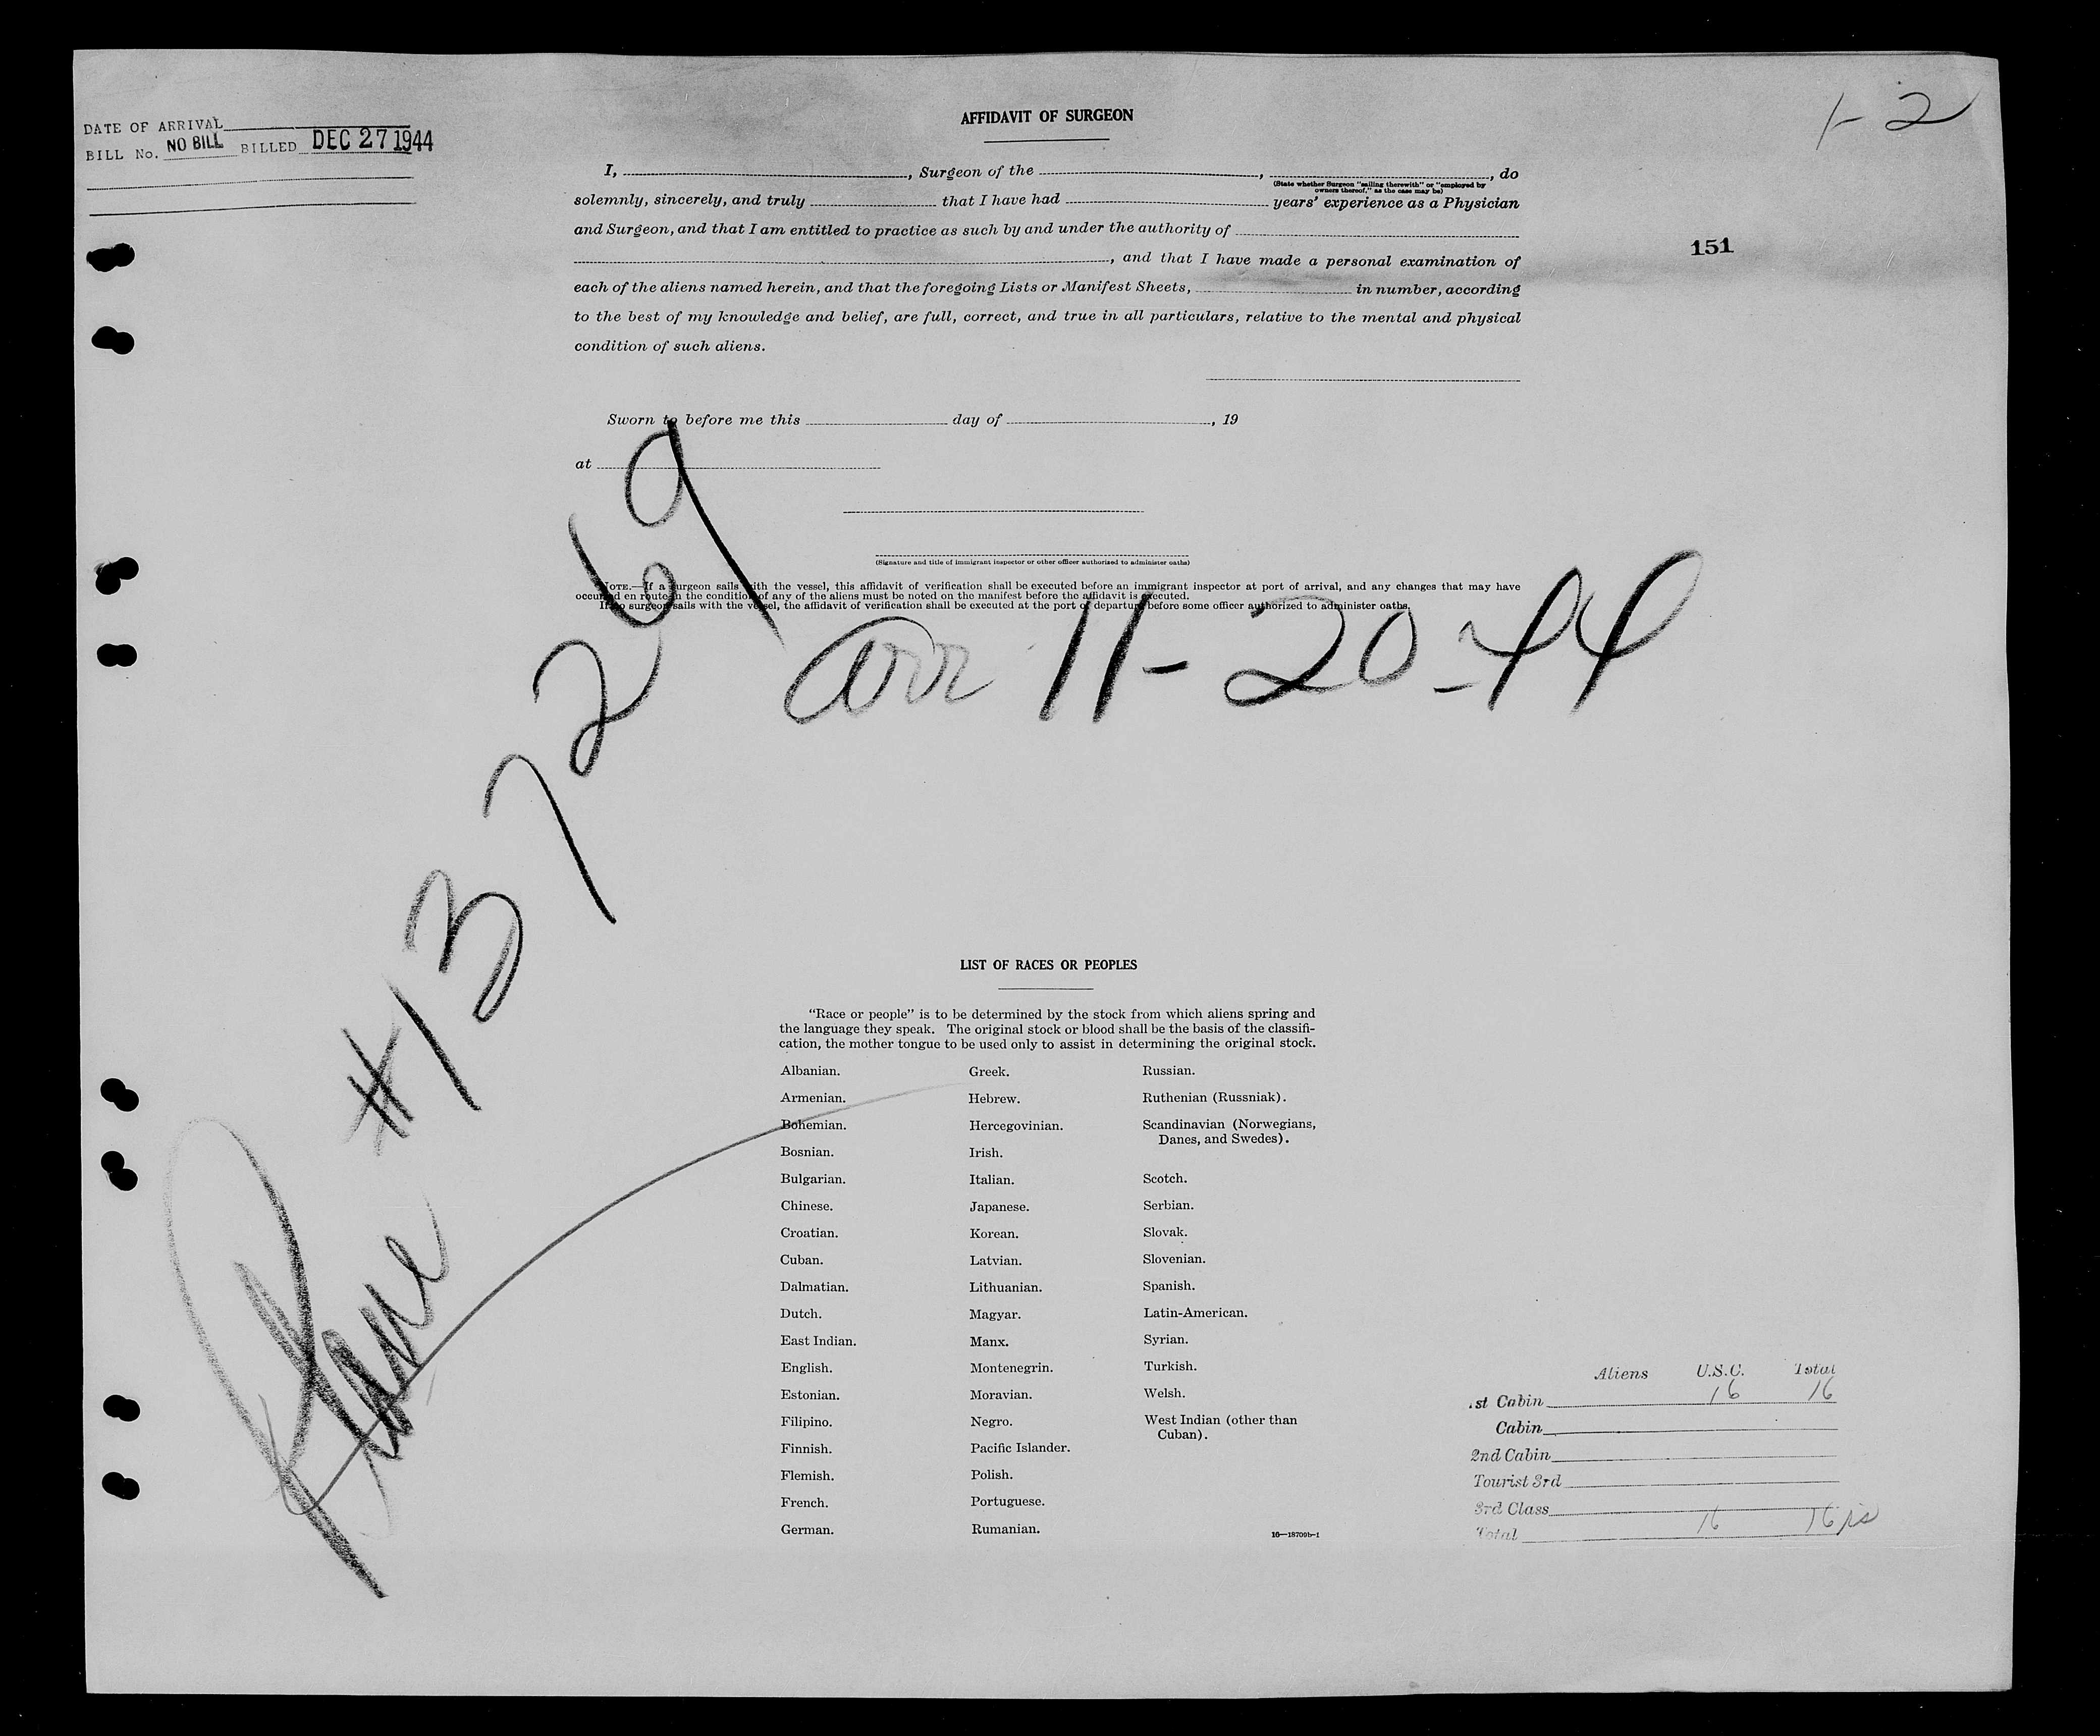 DATE OF ARRIVAL
BILL No. NO BILL BILLED DEC 27 1944
1-2
151
AFFIDAVIT OF SURGEON
I, , Surgeon of the , , do
(State whether Surgeon "sailing therewith" or "employed by
owners thereof," as the case may be)
solemnly, sincerely, and truly that I have had years' experience as a Physician
and Surgeon, and that I am entitled to practice as such by and under the authority of
, and that I have made a personal examination of
each of the aliens named herein, and that the foregoing Lists or Manifest Sheets, in number, according
to the best of my knowledge and belief, are full, correct, and true in all particulars, relative to the mental and physical
condition of such aliens.
Sworn to before me this day of , 19
at
(Signature and title of immigrant inspector or other officer authorized to administer oaths)
NOTE.—If a surgeon sails with the vessel, this affidavit of verification shall be executed before an immigrant inspector at port of arrival, and any changes that may have
occurred en route in the condition of any of the aliens must be noted on the manifest before the affidavit is executed.
If no surgeon sails with the vessel, the affidavit of verification shall be executed at the port of departure before some officer authorized to administer oaths.
arr 11-20-44
Plane #137269
LIST OF RACES OR PEOPLES
"Race or people" is to be determined by the stock from which aliens spring and
the language they speak. The original stock or blood shall be the basis of the classifi-
cation, the mother tongue to be used only to assist in determining the original stock.
Albanian.
Armenian.
Bohemian.
Bosnian.
Bulgarian.
Chinese.
Croatian.
Cuban.
Dalmatian.
Dutch.
East Indian.
English.
Estonian.
Filipino.
Finnish.
Flemish.
French.
German.
Greek.
Hebrew.
Hercegovinian.
Irish.
Italian.
Japanese.
Korean.
Latvian.
Lithuanian.
Magyar.
Manx.
Montenegrin.
Moravian.
Negro.
Pacific Islander.
Polish.
Portuguese.
Rumanian.
Russian.
Ruthenian (Russniak).
Scandinavian (Norwegians,
Danes, and Swedes).
Scotch.
Serbian.
Slovak.
Slovenian.
Spanish.
Latin-American.
Syrian.
Turkish.
Welsh.
West Indian (other than
Cuban).
16—18709b-1
Aliens U.S.C. Total
1st Cabin 16 16
Cabin
2nd Cabin
Tourist 3rd
3rd Class
Total 16 16